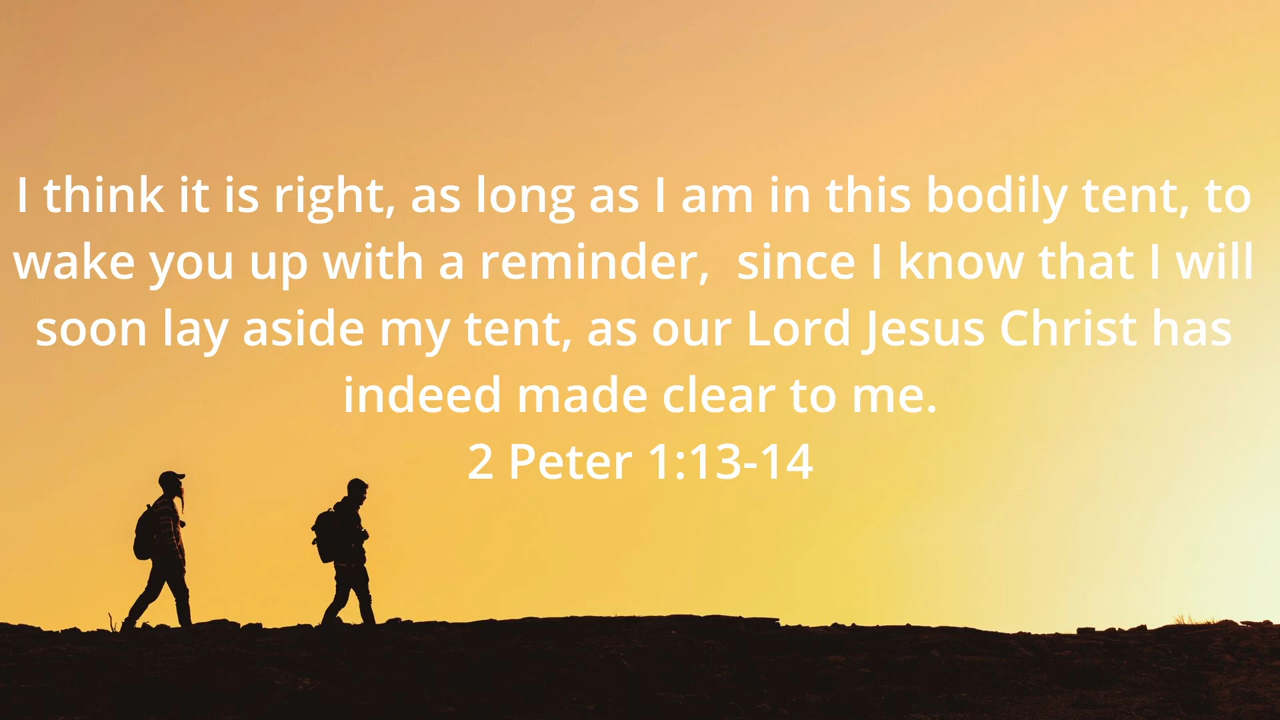 I think it is right, as long as I am in this bodily tent, to
wake you up with a reminder,  since I know that I will
soon lay aside my tent, as our Lord Jesus Christ has
indeed made clear to me.
2 Peter 1:13-14